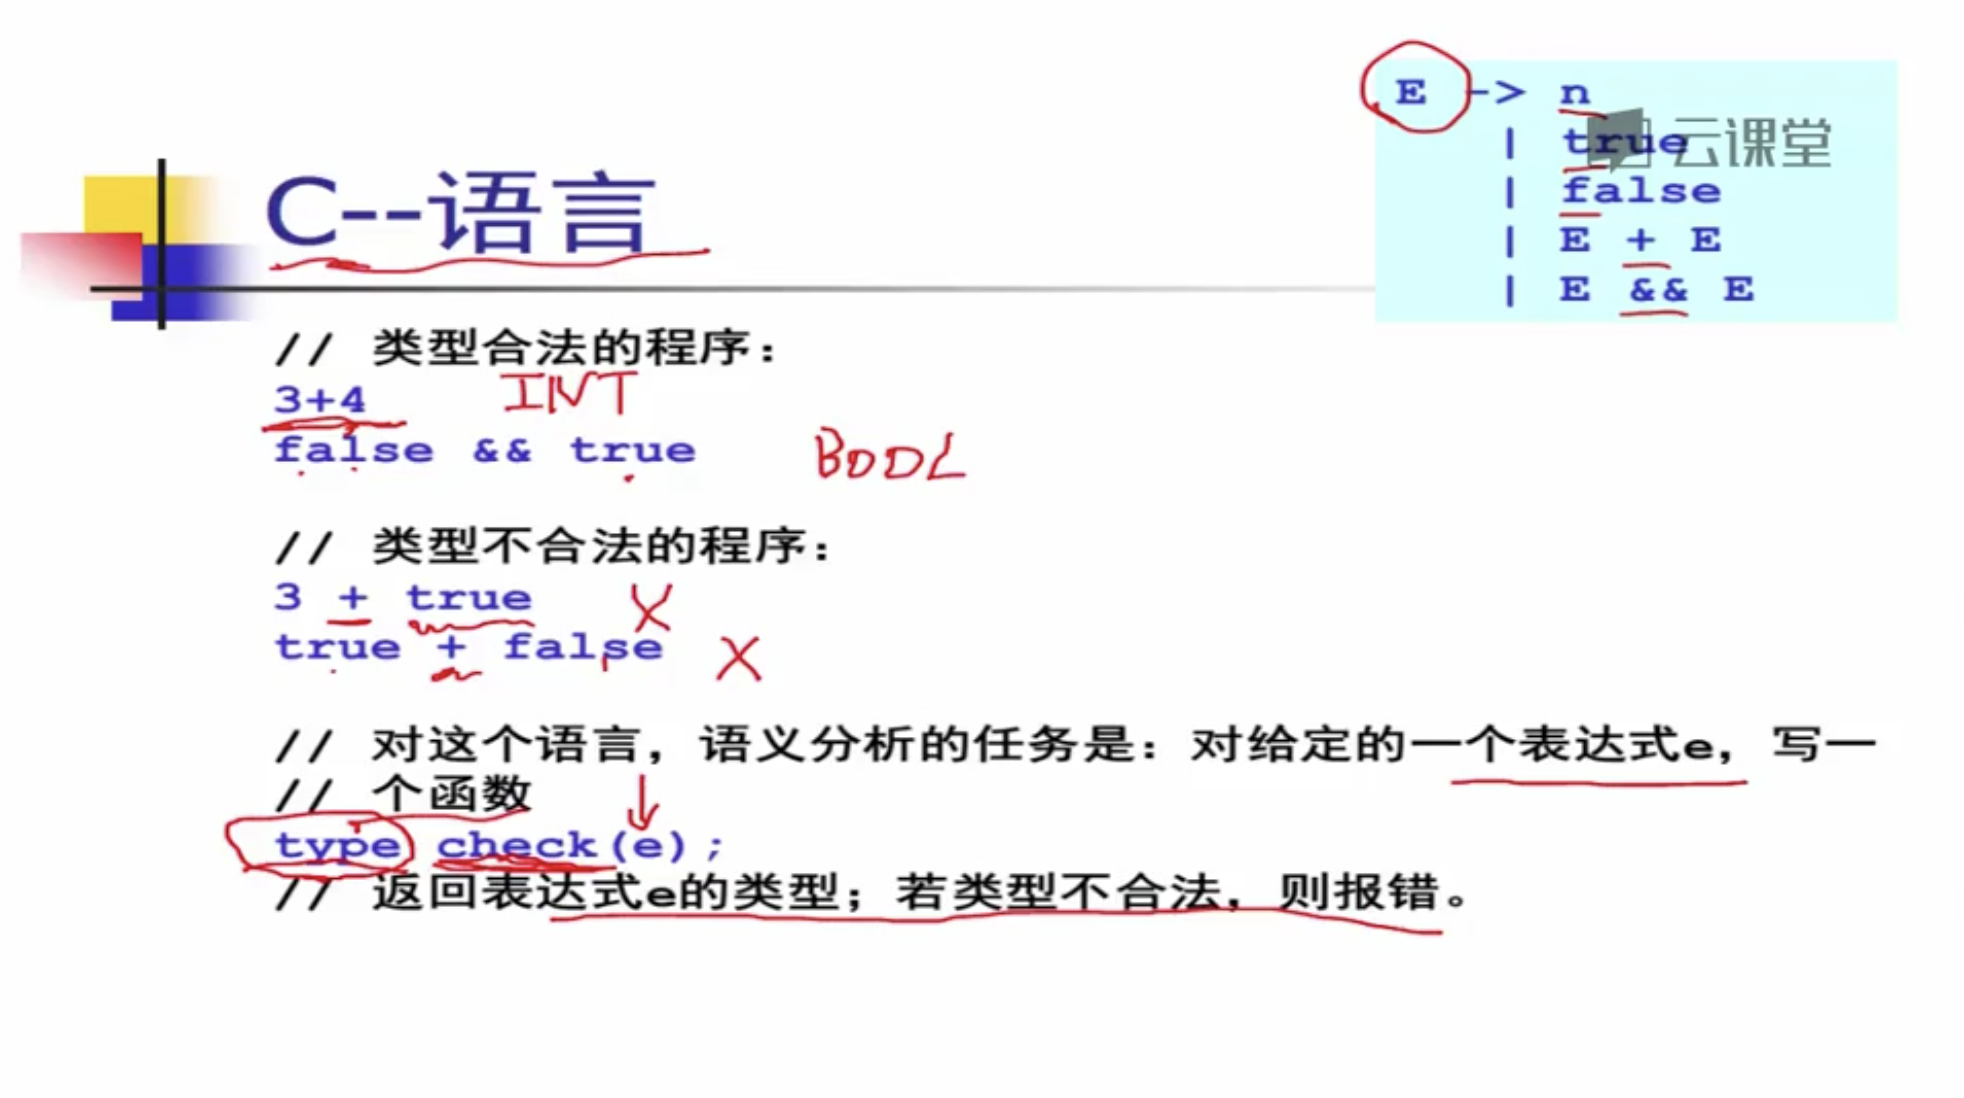 E -> n
| true
云课堂
| false
| E + E
| E && E
C--语言
// 类型合法的程序：
3+4 INT
false && true BOOL
// 类型不合法的程序：
3 + true X
true + false X
// 对这个语言，语义分析的任务是：对给定的一个表达式e，写一
// 个函数
type check(e);
// 返回表达式e的类型；若类型不合法，则报错。